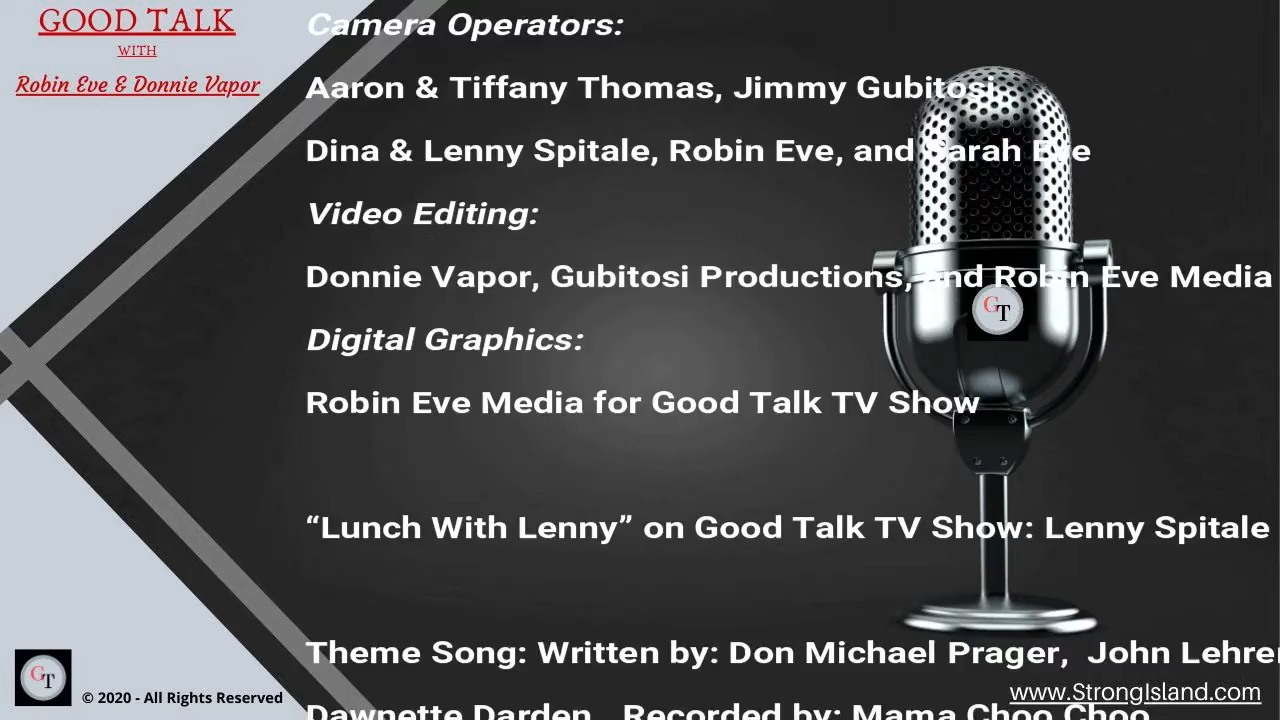 GOOD TALK
WITH
Robin Eve & Donnie Vapor
Camera Operators:
Aaron & Tiffany Thomas, Jimmy Gubitosi,
Dina & Lenny Spitale, Robin Eve, and Sarah Eve
Video Editing:
Donnie Vapor, Gubitosi Productions, and Robin Eve Media
Digital Graphics:
Robin Eve Media for Good Talk TV Show
“Lunch With Lenny” on Good Talk TV Show: Lenny Spitale
Theme Song: Written by: Don Michael Prager, John Lehrer
Dawnette Darden Recorded by: Mama Choo Choo
GT
GT
© 2020 - All Rights Reserved
www.StrongIsland.com